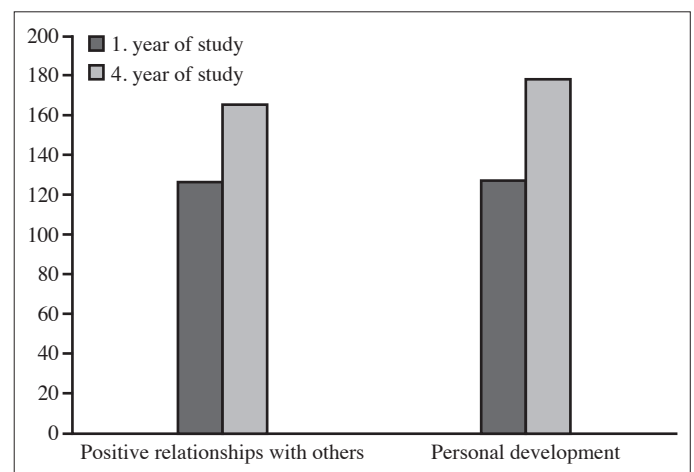 200
180
160
140
120
100
80
60
40
20
0
1. year of study
4. year of study
Positive relationships with others
Personal development